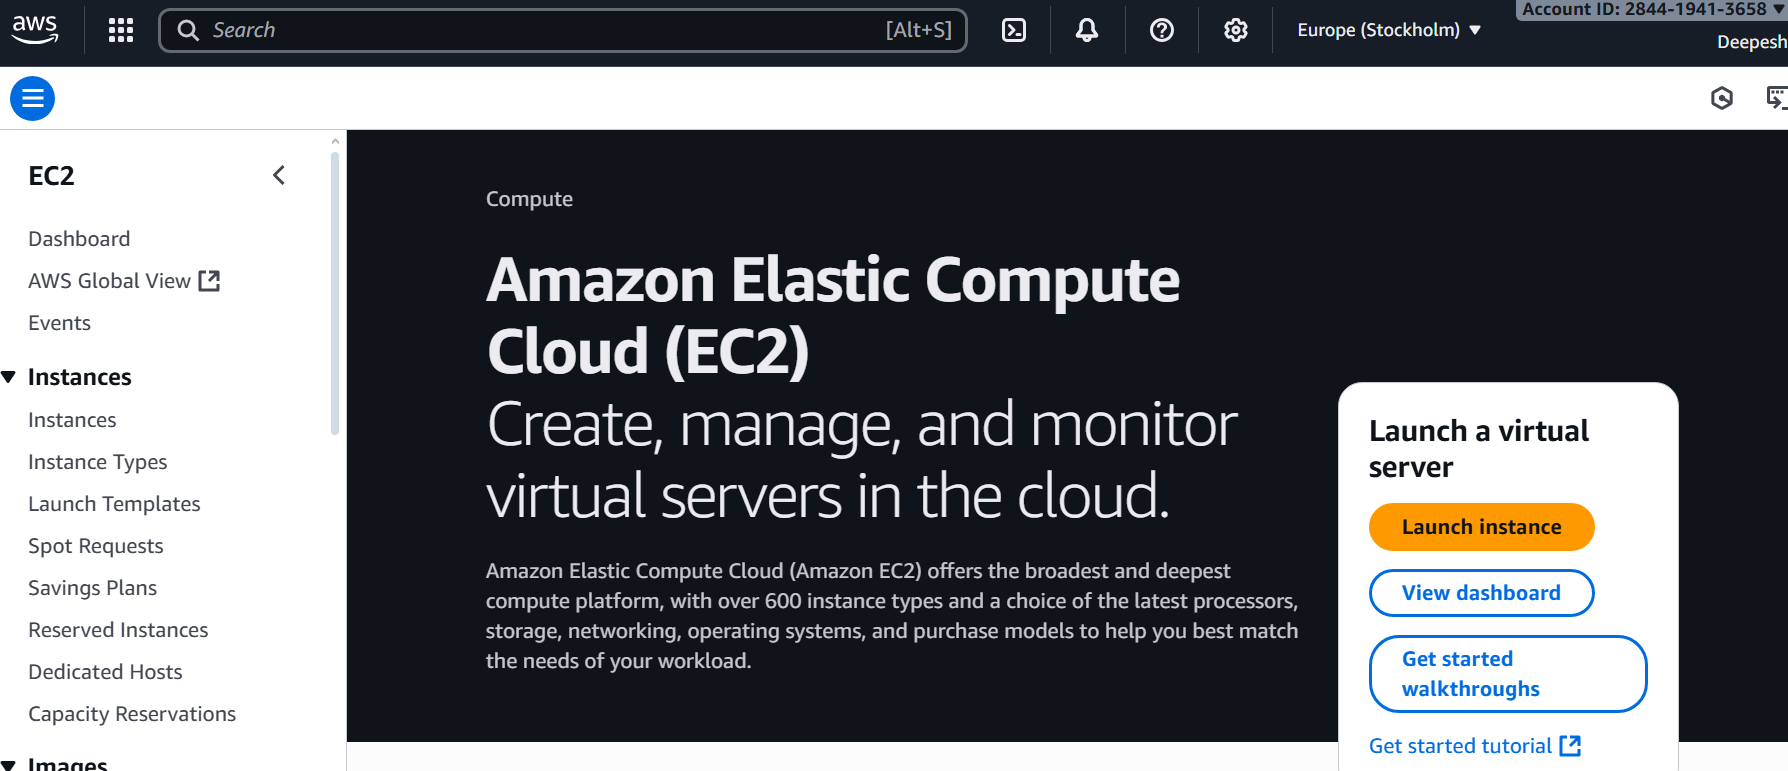 aws
Search
[Alt+S]
Europe (Stockholm)
Account ID: 2844-1941-3658
Deepesh
EC2
Dashboard
AWS Global View
Events
Instances
Instances
Instance Types
Launch Templates
Spot Requests
Savings Plans
Reserved Instances
Dedicated Hosts
Capacity Reservations
Images
Compute
Amazon Elastic Compute
Cloud (EC2)
Create, manage, and monitor
virtual servers in the cloud.
Amazon Elastic Compute Cloud (Amazon EC2) offers the broadest and deepest
compute platform, with over 600 instance types and a choice of the latest processors,
storage, networking, operating systems, and purchase models to help you best match
the needs of your workload.
Launch a virtual
server
Launch instance
View dashboard
Get started
walkthroughs
Get started tutorial